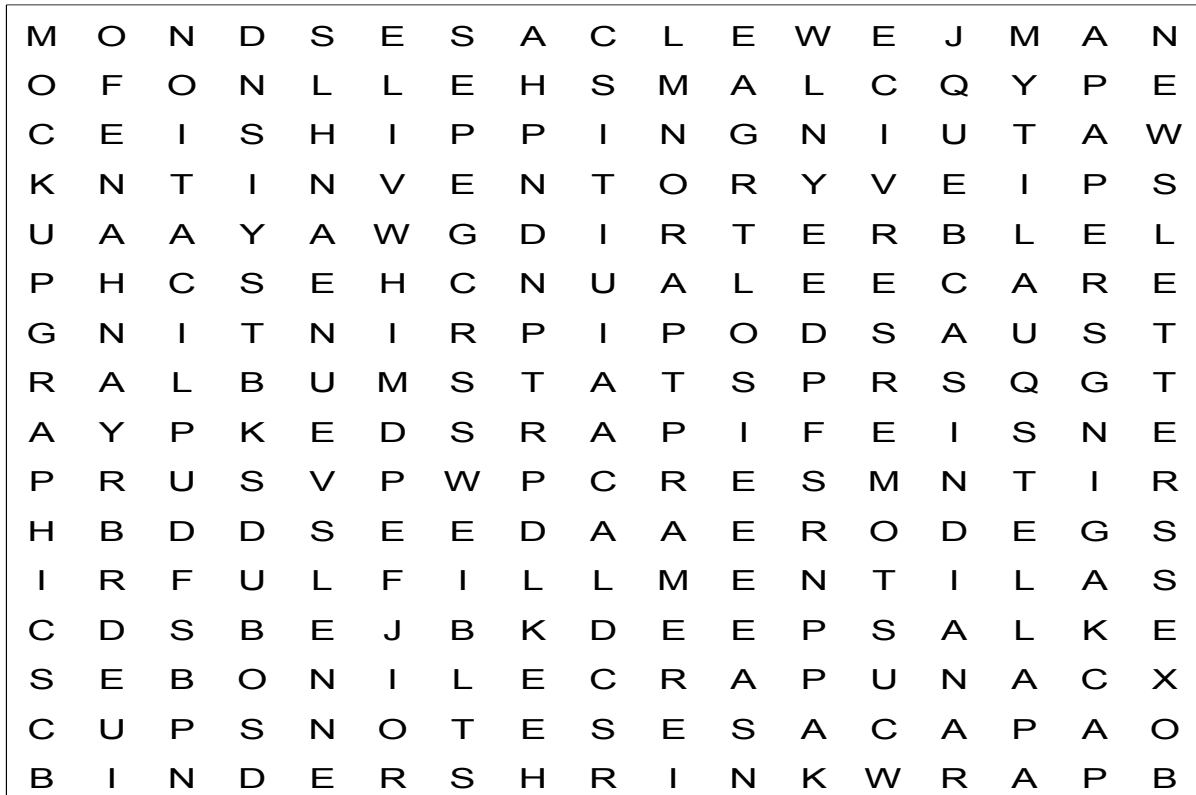 M O N D S E S A C L E W E J M A N
O F O N L L E H S M A L C Q Y P E
C E I S H I P P I N G N I U T A W
K N T I N V E N T O R Y V E I P S
U A A Y A W G D I R T E R B L E L
P H C S E H C N U A L E E C A R E
G N I T N I R P I P O D S A U S T
R A L B U M S T A T S P R S Q G T
A Y P K E D S R A P I F E I S N E
P R U S V P W P C R E S M N T I R
H B D D S E E D A A E R O D E G S
I R F U L F I L L M E N T I L A S
C D S B E J B K D E E P S A L K E
S E B O N I L E C R A P U N A C X
C U P S N O T E S E S A C A P A O
B I N D E R S H R I N K W R A P B